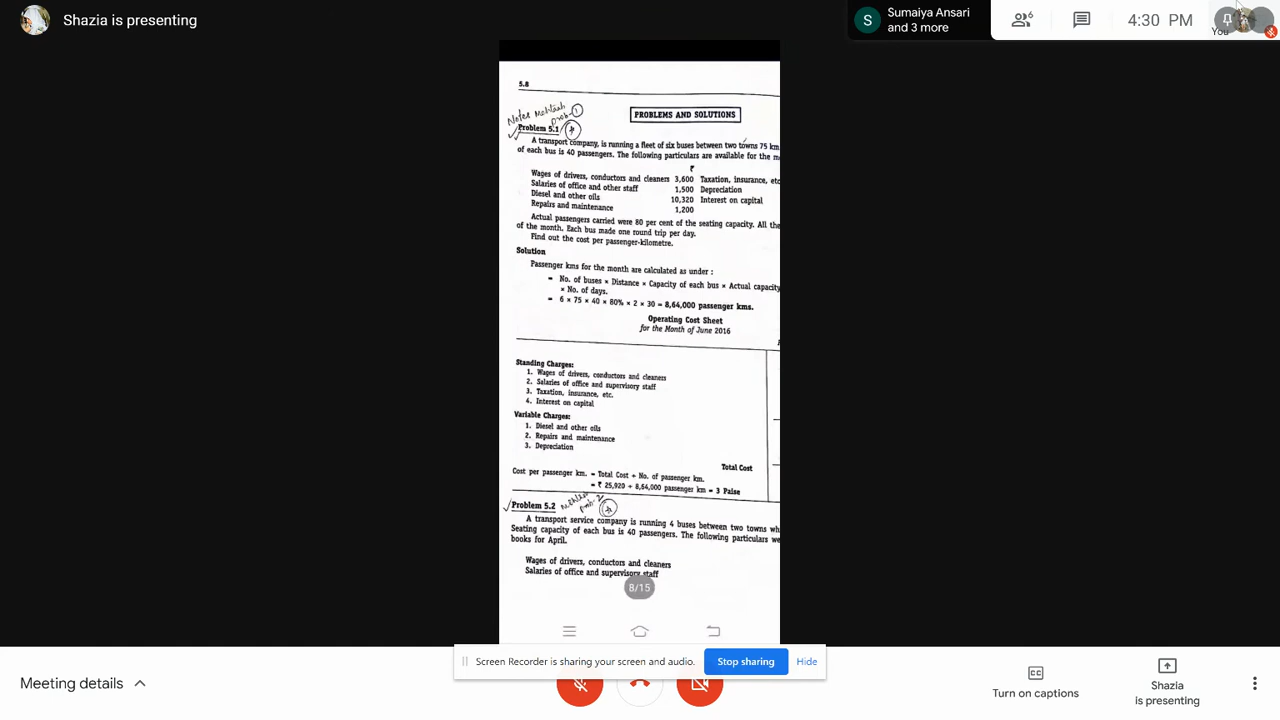 Shazia is presenting
S
Sumaiya Ansari
and 3 more
6
4:30 PM
You
5.8
Notes Mehtaab
prob-①
PROBLEMS AND SOLUTIONS
Problem 5.1
A transport company, is running a fleet of six buses between two towns 75 km
of each bus is 40 passengers. The following particulars are available for the m
₹
Wages of drivers, conductors and cleaners 3,600 Taxation, insurance, etc
Salaries of office and other staff 1,500 Depreciation
Diesel and other oils 10,320 Interest on capital
Repairs and maintenance 1,200
Actual passengers carried were 80 per cent of the seating capacity. All the
of the month. Each bus made one round trip per day.
Find out the cost per passenger-kilometre.
Solution
Passenger kms for the month are calculated as under :
= No. of buses × Distance × Capacity of each bus × Actual capacity
× No. of days.
= 6 × 75 × 40 × 80% × 2 × 30 = 8,64,000 passenger kms.
Operating Cost Sheet
for the Month of June 2016
Standing Charges:
1. Wages of drivers, conductors and cleaners
2. Salaries of office and supervisory staff
3. Taxation, insurance, etc.
4. Interest on capital
Variable Charges:
1. Diesel and other oils
2. Repairs and maintenance
3. Depreciation
Total Cost
Cost per passenger km. = Total Cost ÷ No. of passenger km.
= ₹ 25,920 ÷ 8,64,000 passenger km = 3 Paise
Problem 5.2
A transport service company is running 4 buses between two towns wh
Seating capacity of each bus is 40 passengers. The following particulars we
books for April.
Wages of drivers, conductors and cleaners
Salaries of office and supervisory staff
8/15
Screen Recorder is sharing your screen and audio.
Stop sharing
Hide
Meeting details
CC
Turn on captions
Shazia
is presenting